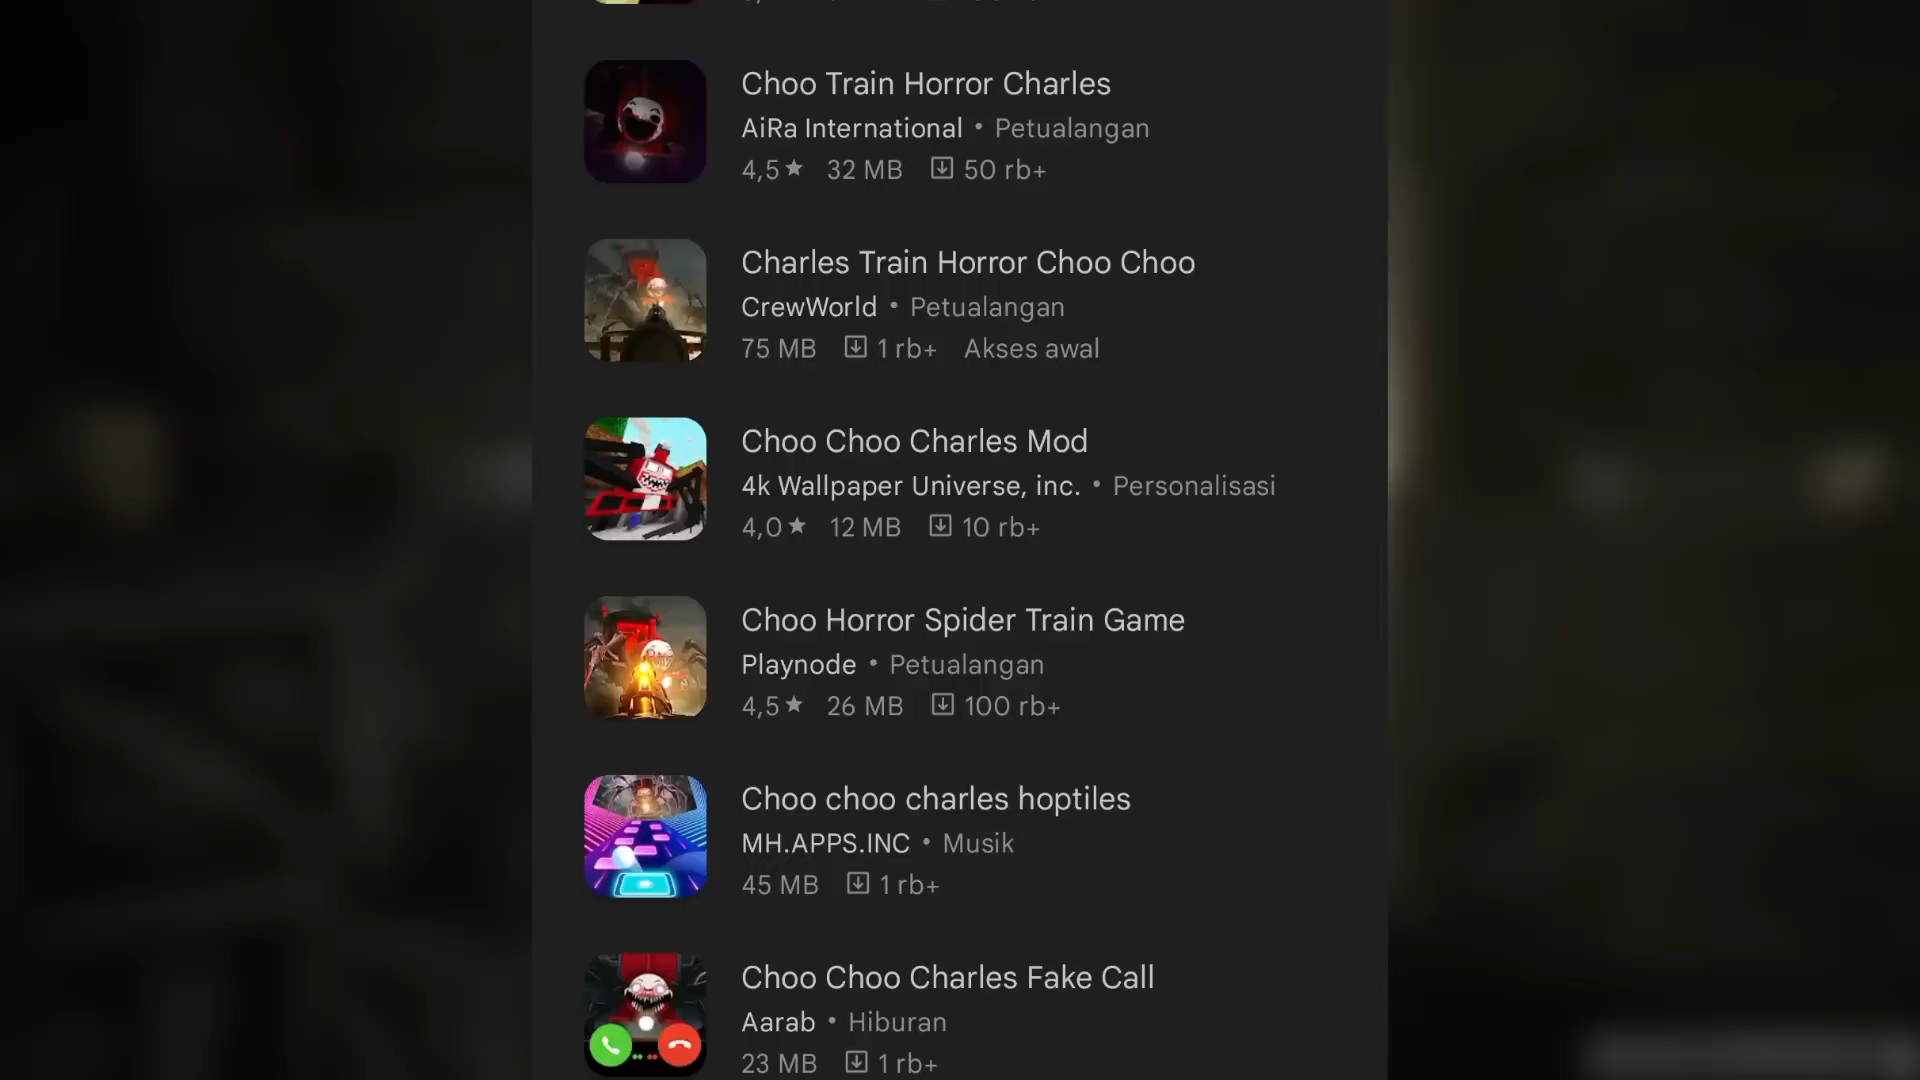 Choo Train Horror Charles
AiRa International • Petualangan
4,5★ 32 MB 50 rb+
Charles Train Horror Choo Choo
CrewWorld • Petualangan
75 MB 1 rb+ Akses awal
Choo Choo Charles Mod
4k Wallpaper Universe, inc. • Personalisasi
4,0★ 12 MB 10 rb+
Choo Horror Spider Train Game
Playnode • Petualangan
4,5★ 26 MB 100 rb+
Choo choo charles hoptiles
MH.APPS.INC • Musik
45 MB 1 rb+
Choo Choo Charles Fake Call
Aarab • Hiburan
23 MB 1 rb+